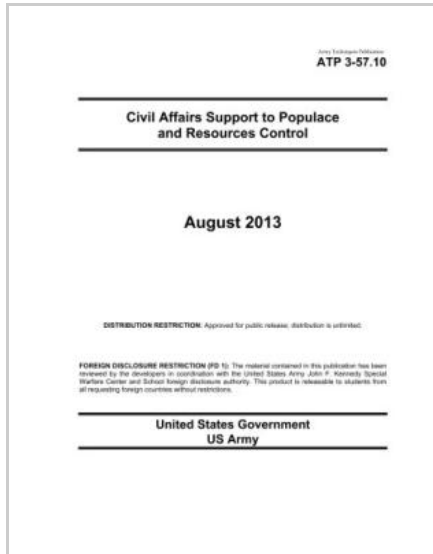 Army Techniques Publication
ATP 3-57.10
Civil Affairs Support to Populace
and Resources Control
August 2013
DISTRIBUTION RESTRICTION. Approved for public release; distribution is unlimited.
FOREIGN DISCLOSURE RESTRICTION (FD 1): The material contained in this publication has been
reviewed by the developers in coordination with the United States Army John F. Kennedy Special
Warfare Center and School foreign disclosure authority. This product is releasable to students from
all requesting foreign countries without restrictions.
United States Government
US Army